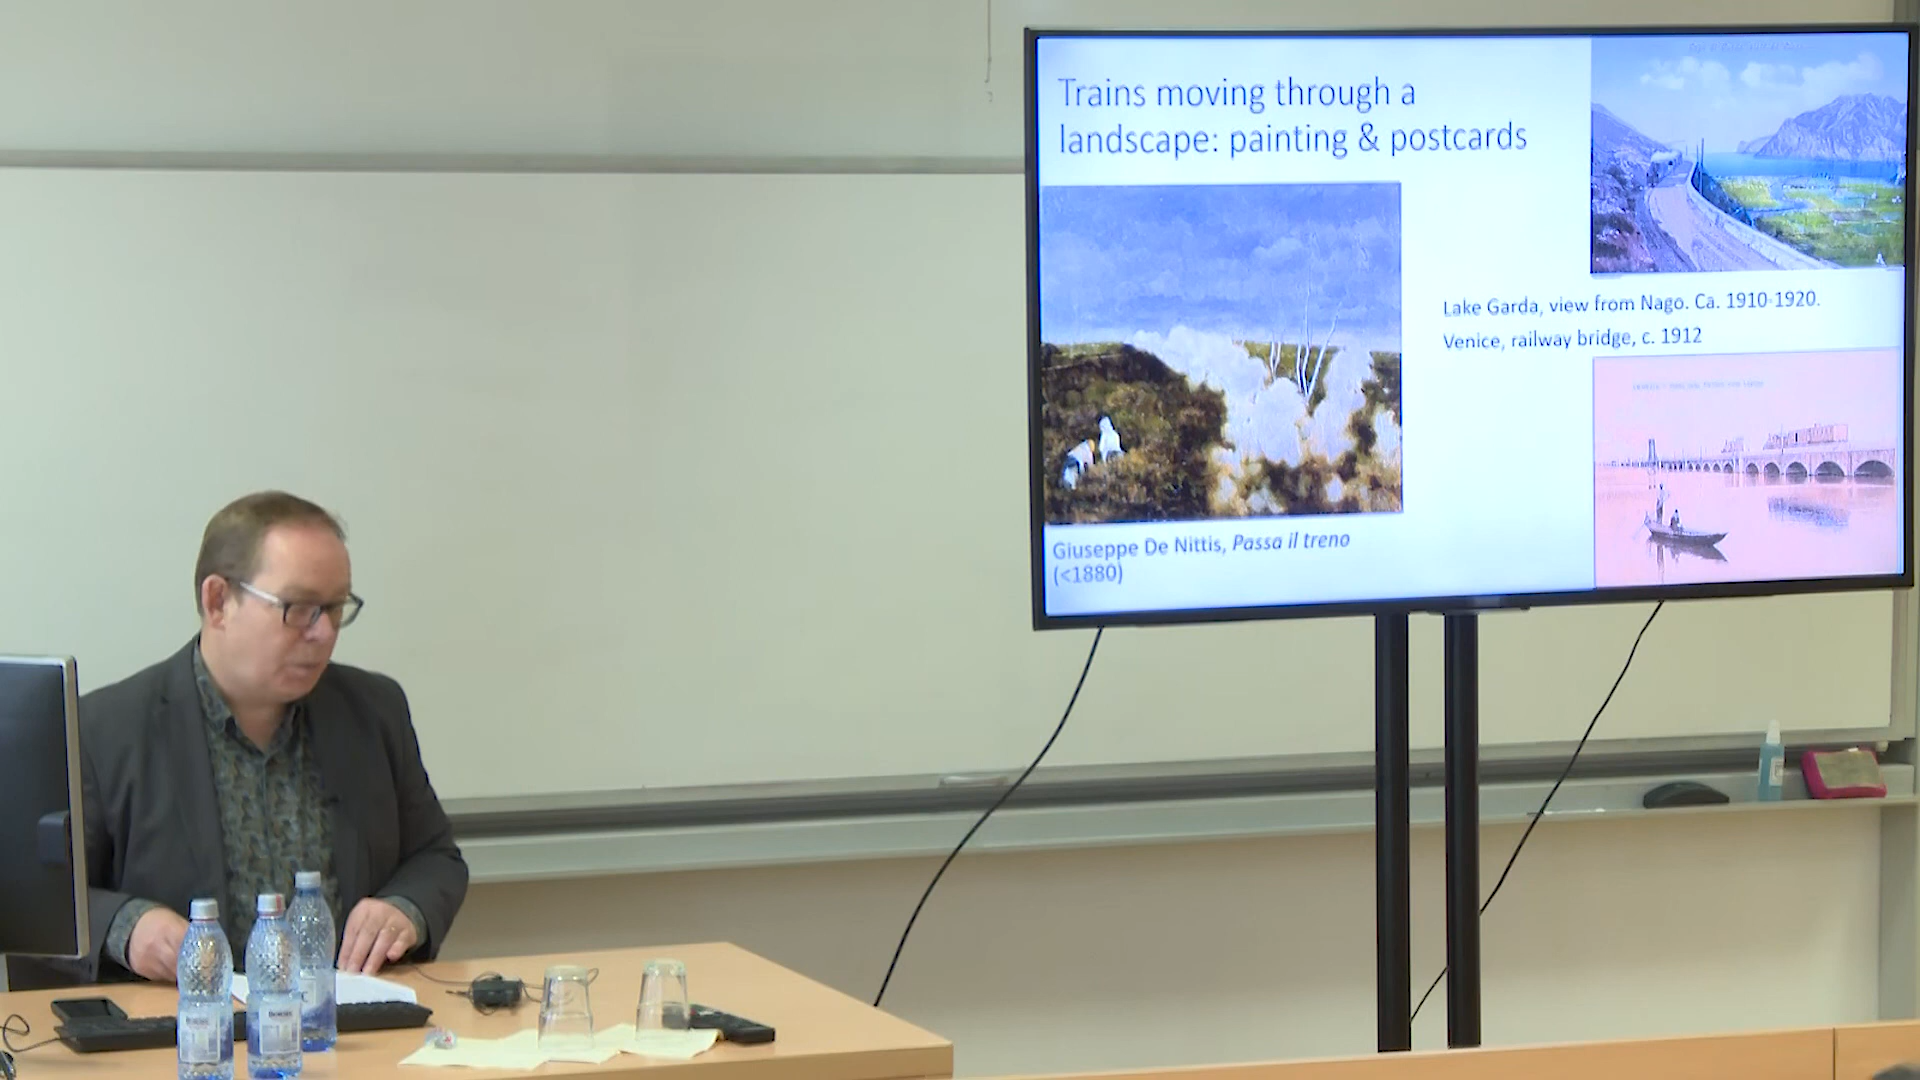 Trains moving through a
landscape: painting & postcards
Lake Garda, view from Nago. Ca. 1910-1920.
Venice, railway bridge, c. 1912
Giuseppe De Nittis, Passa il treno
(<1880)